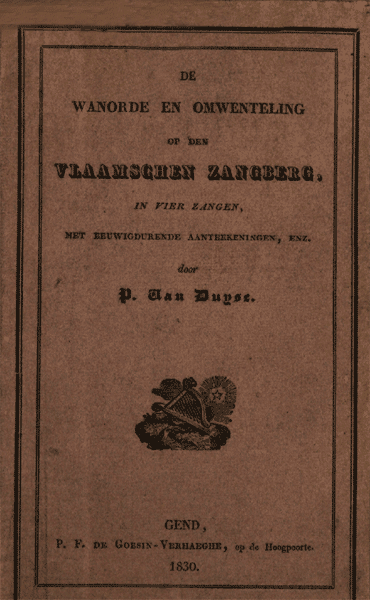 DE
WANORDE EN OMWENTELING
OP DEN
VLAAMSCHEN ZANGBERG.
IN VIER ZANGEN,
MET EEUWIGDURENDE AANTEEKENINGEN, ENZ.
door
P. Van Duyse.
GEND,
P. F. DE GOESIN-VERHAEGHE, op de Hoogpoorte.
1830.